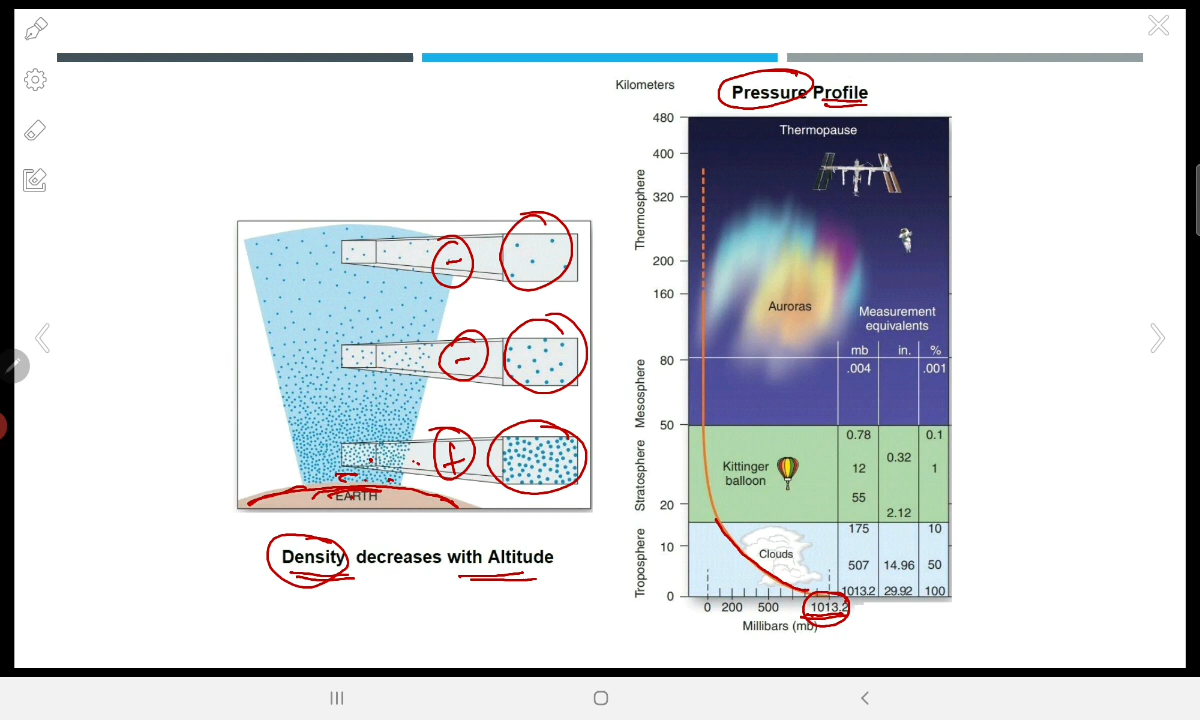 Kilometers
Pressure Profile
480
Thermopause
400
320
Thermosphere
200
160
Auroras
Measurement
equivalents
mb in. %
80
.004 .001
Mesosphere
50
0.78 0.1
0.32
Kittinger
balloon
12 1
Stratosphere
55
20
2.12
175 10
10
Clouds
507 14.96 50
Troposphere
0
1013.2 29.92 100
0 200 500 1013.2
Millibars (mb)
−
−
+
EARTH
Density decreases with Altitude